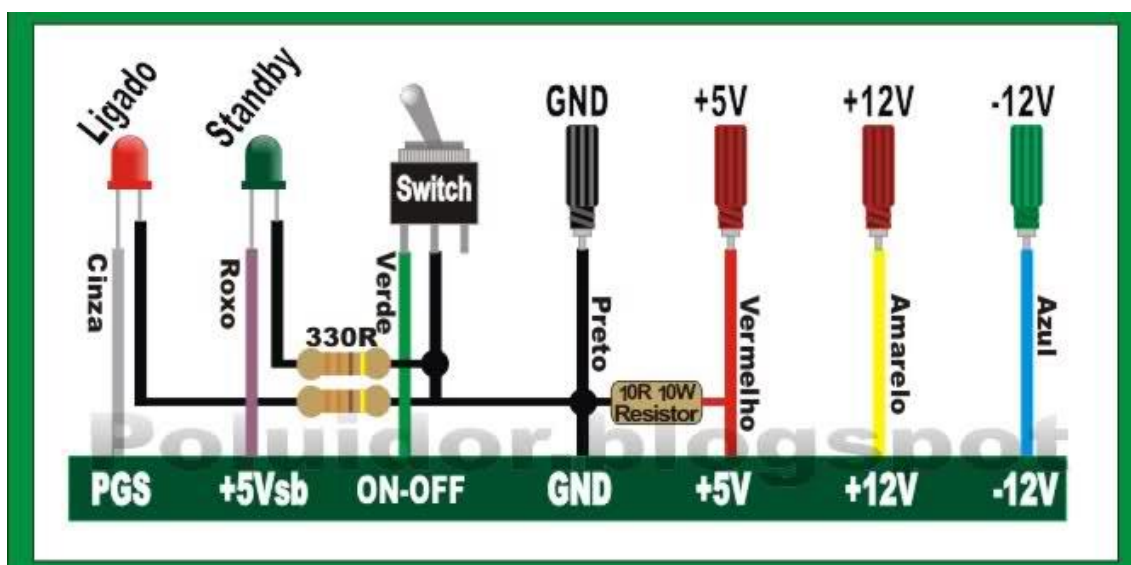 Ligado
Standby
Switch
GND
+5V
+12V
-12V
Cinza
Roxo
Verde
Preto
Vermelho
Amarelo
Azul
330R
10R 10W
Resistor
Poluidor.blogspot
PGS
+5Vsb
ON-OFF
GND
+5V
+12V
-12V